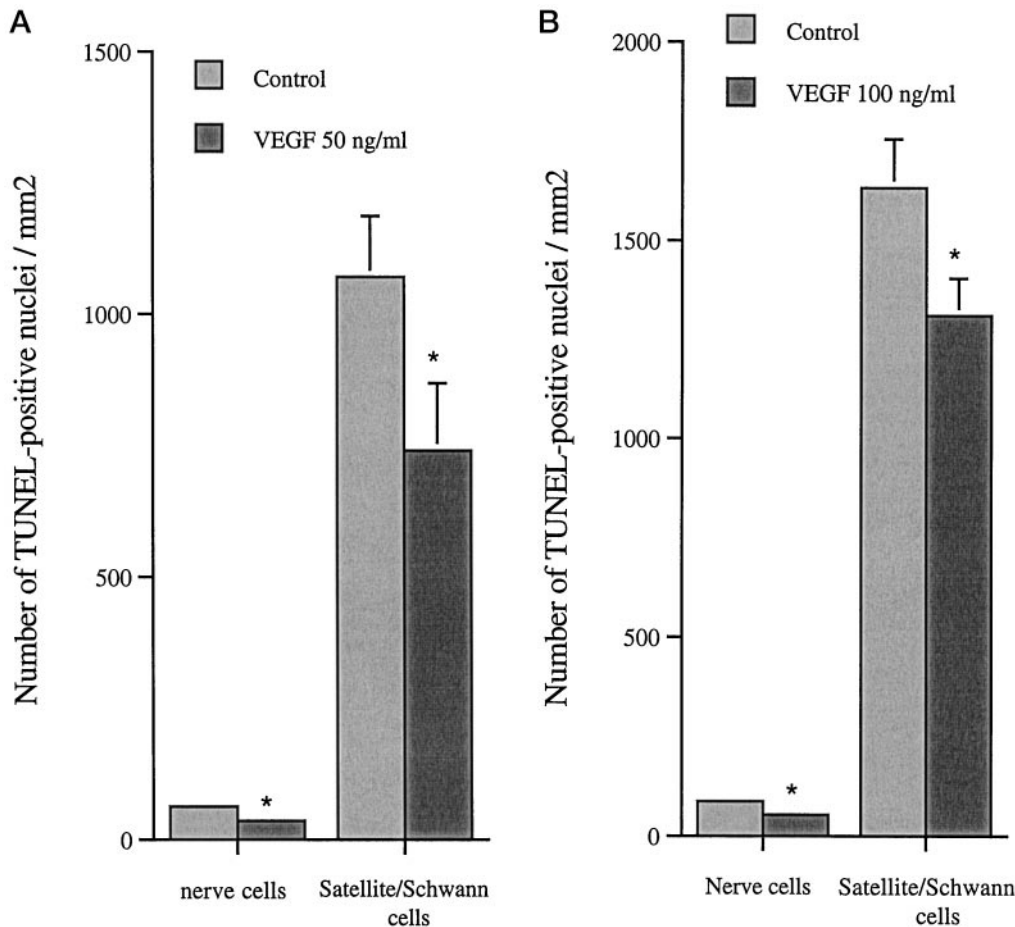 A
Number of TUNEL-positive nuclei / mm2
1500
1000
500
0
Control
VEGF 50 ng/ml
*
*
nerve cells
Satellite/Schwann
cells
B
Number of TUNEL-positive nuclei / mm2
2000
1500
1000
500
0
Control
VEGF 100 ng/ml
*
*
Nerve cells
Satellite/Schwann
cells